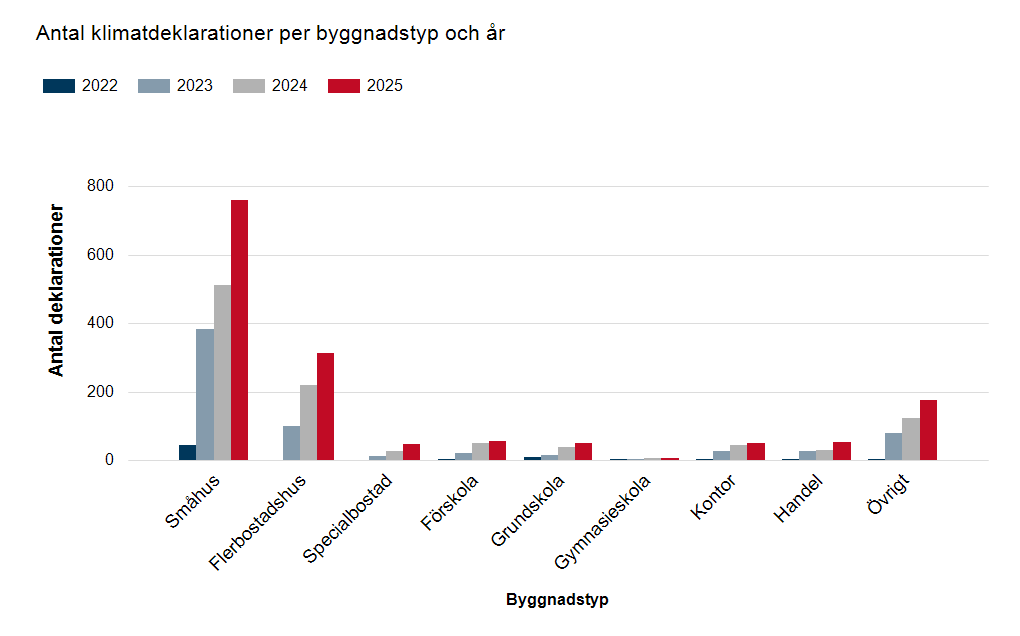 Antal klimatdeklarationer per byggnadstyp och år
2022 2023 2024 2025
Antal deklarationer
800
600
400
200
0
Småhus
Flerbostadshus
Specialbostad
Förskola
Grundskola
Gymnasieskola
Kontor
Handel
Övrigt
Byggnadstyp